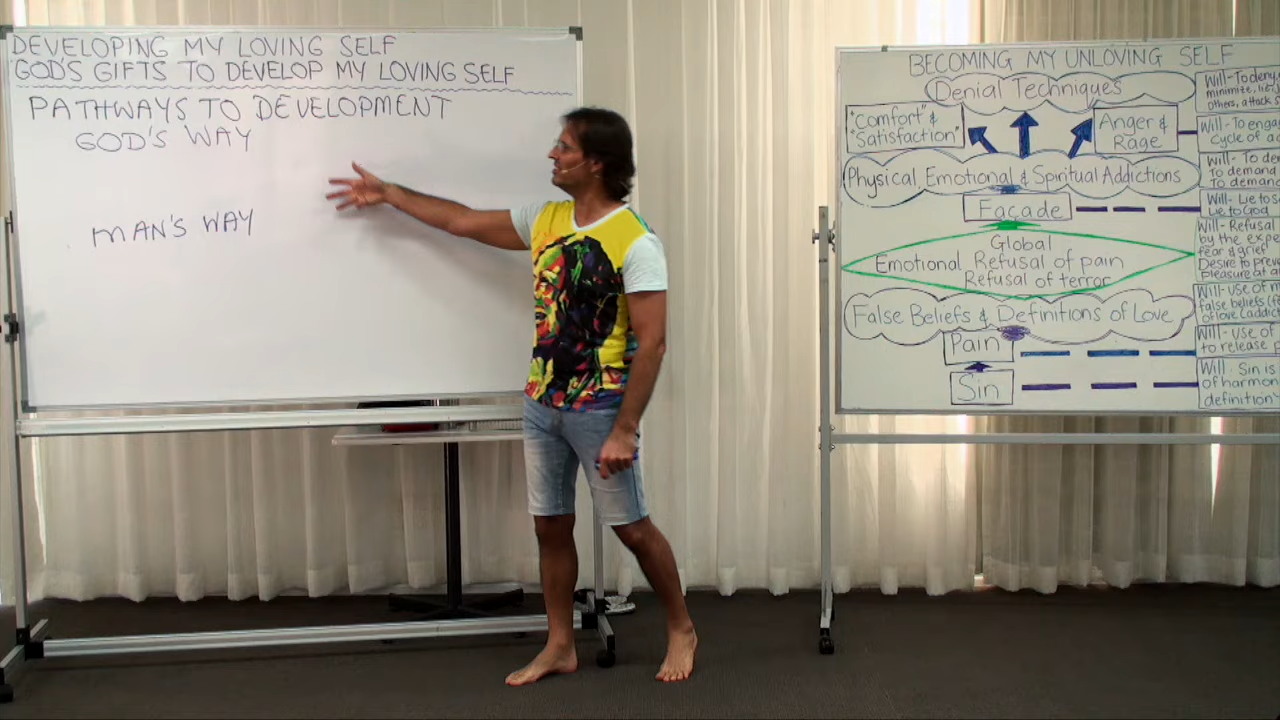 DEVELOPING MY LOVING SELF
GOD'S GIFTS TO DEVELOP MY LOVING SELF
PATHWAYS TO DEVELOPMENT
GOD'S WAY
MAN'S WAY
BECOMING MY UNLOVING SELF
Denial Techniques
"Comfort" &
"Satisfaction"
Anger &
Rage
Physical Emotional & Spiritual Addictions
Façade
Global
Emotional Refusal of pain
Refusal of terror
False Beliefs & Definitions of Love
Pain
Sin
Will - To deny
minimize,
others, attack
Will - To
Cycle of
Will - To
To demand
To
Will - Lie to
Lie to God
Will - Refusal
by the
fear & grief
Desire to
Pleasure at
Will - Use of
false beliefs
of love
Will - Use of
to release
Will - Sin is
of
definition